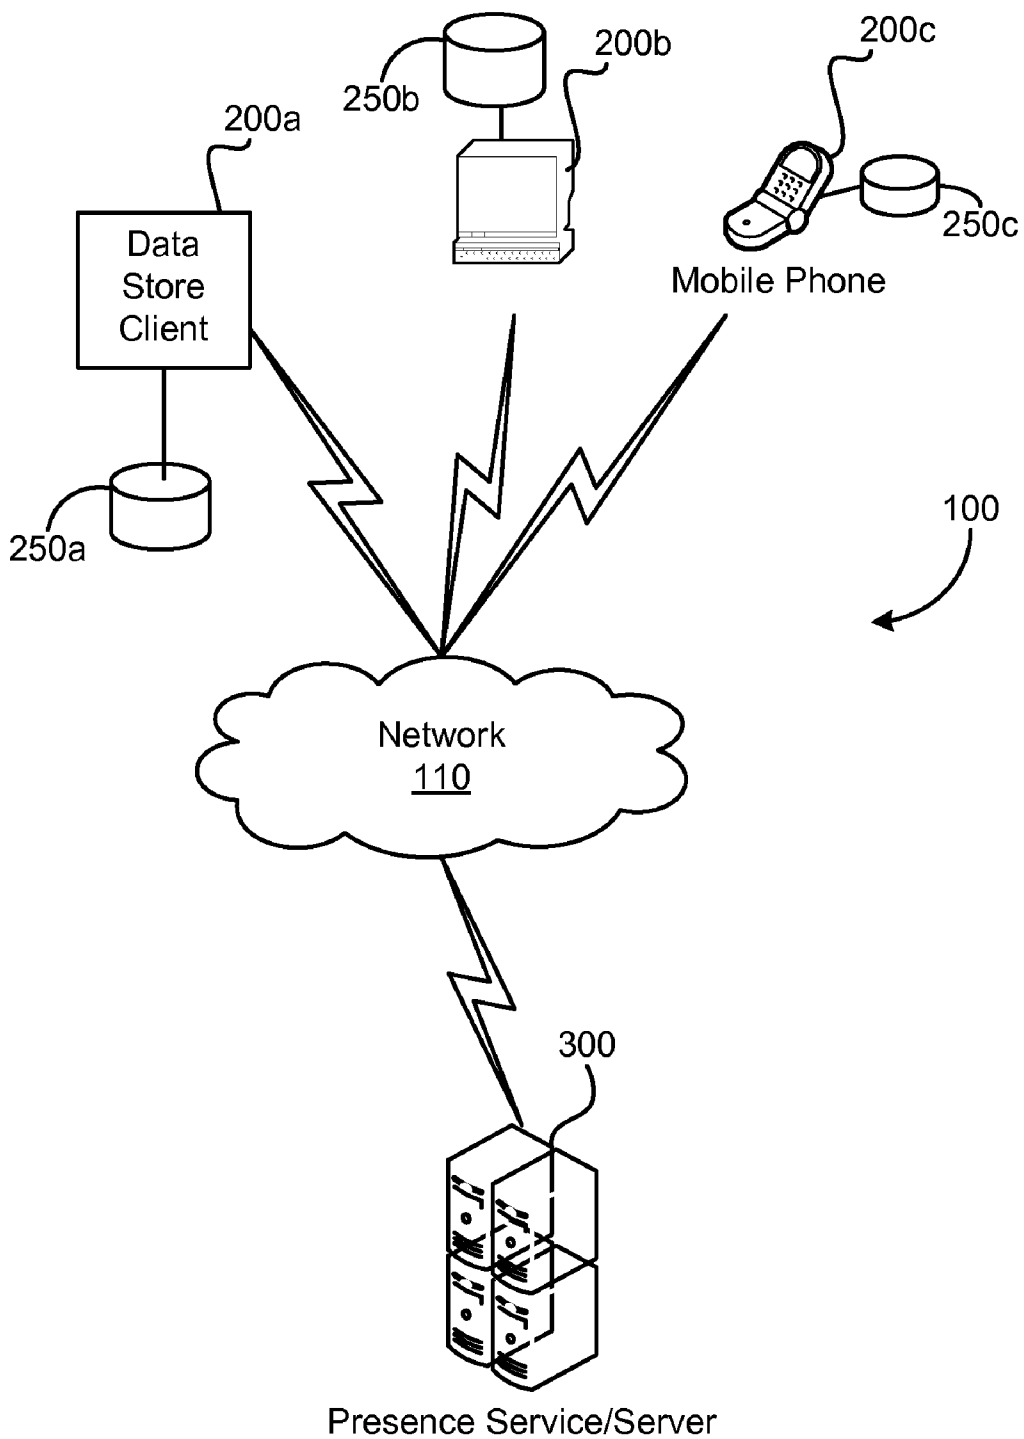 200c
200b
250b
200a
250c
Data
Store
Client
Mobile Phone
250a
100
Network
110
300
Presence Service/Server